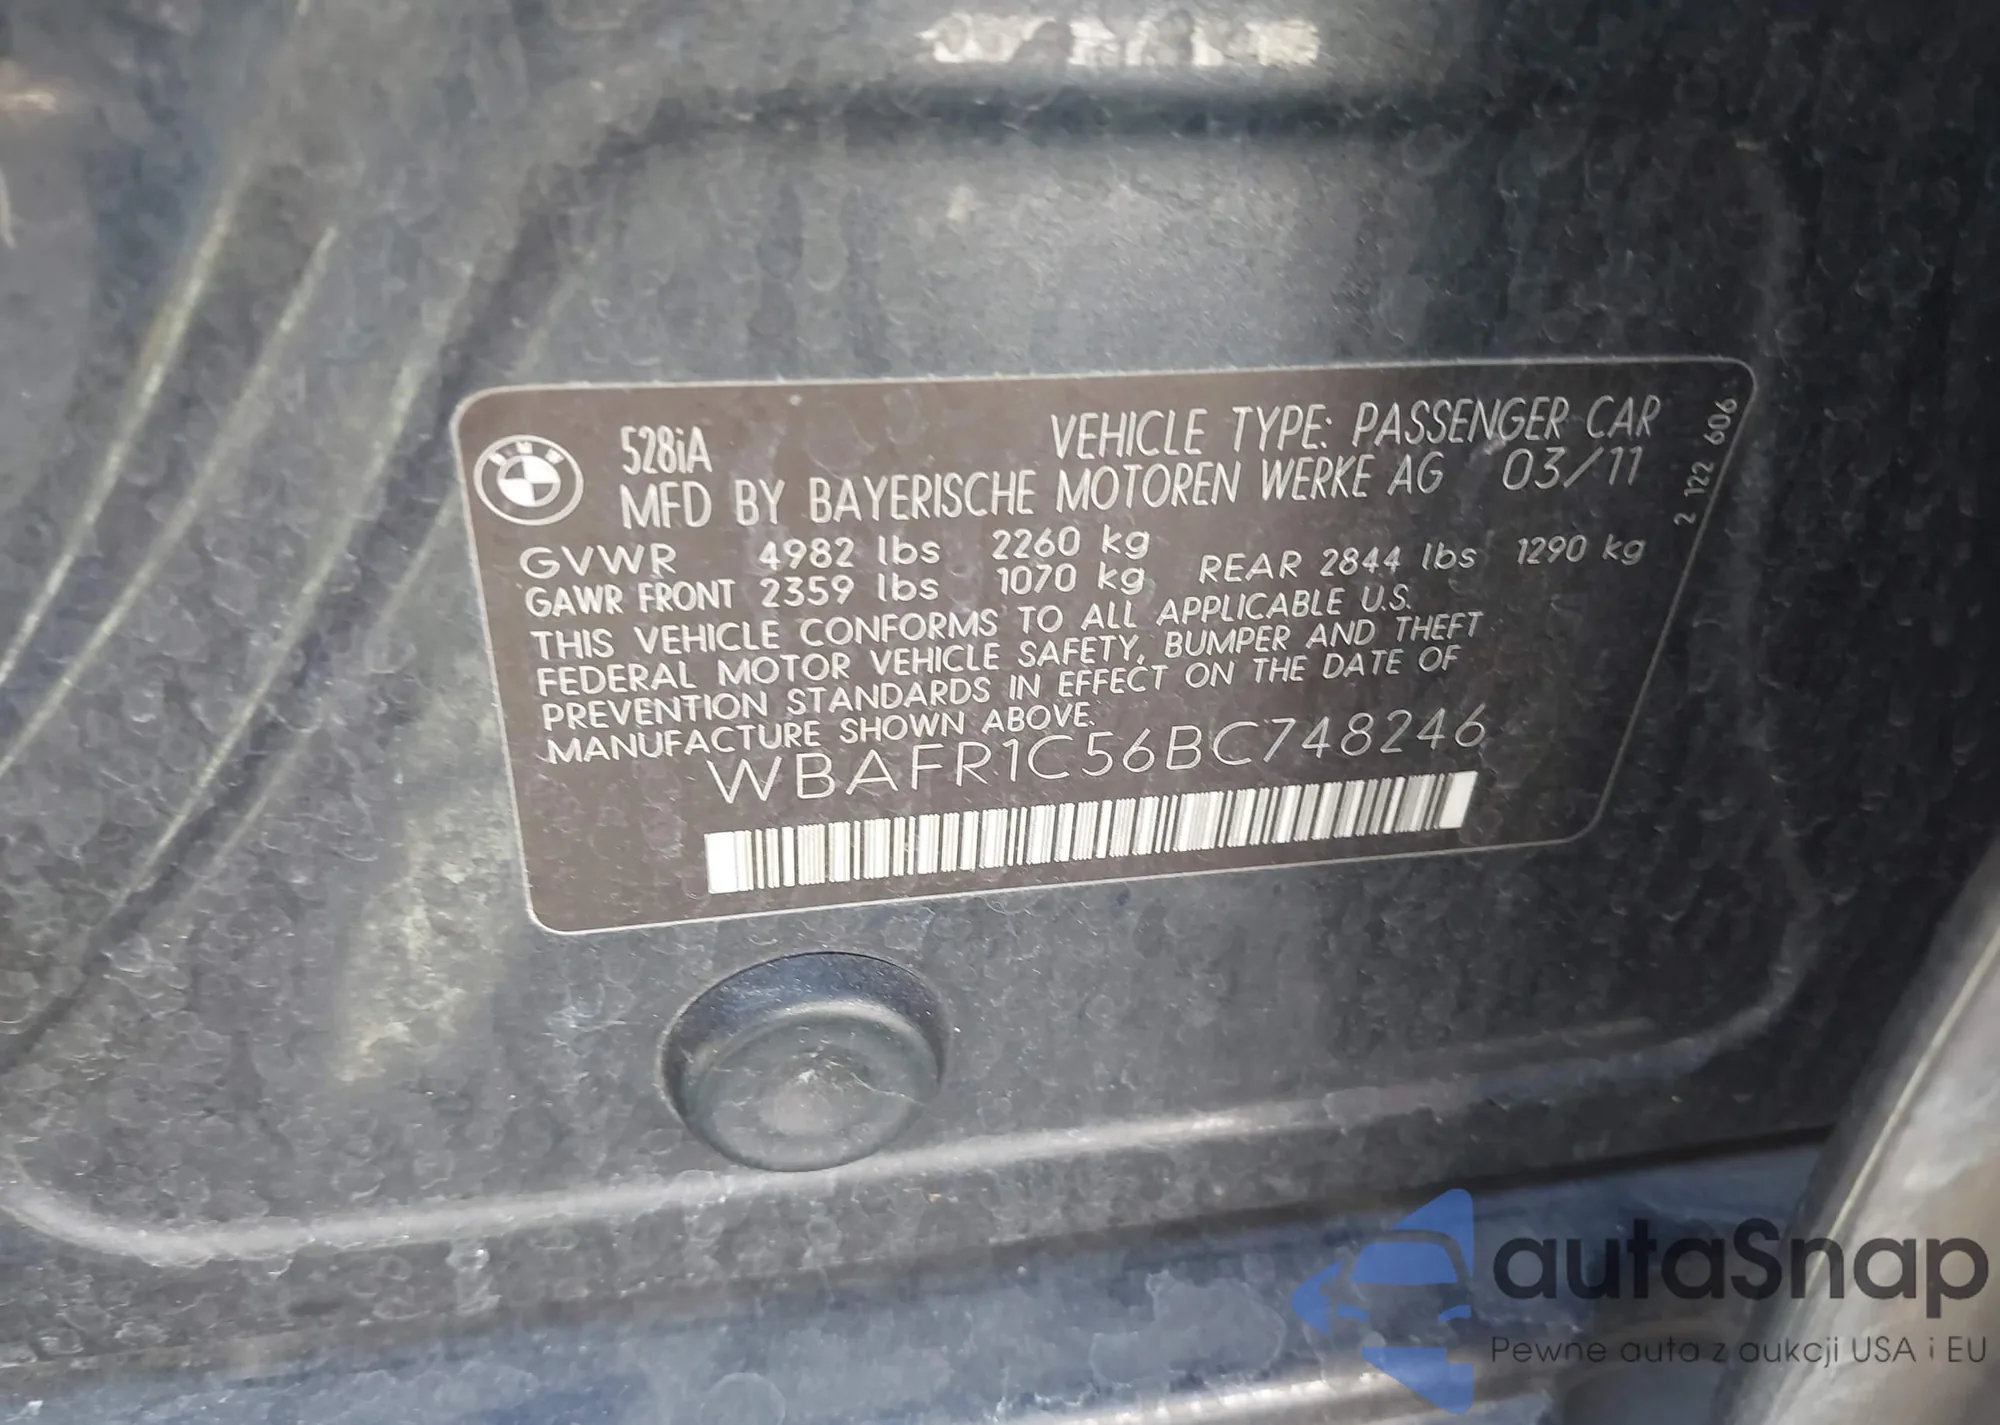 528iA
VEHICLE TYPE: PASSENGER CAR
MFD BY BAYERISCHE MOTOREN WERKE AG 03/11
GVWR 4982 lbs 2260 kg
GAWR FRONT 2359 lbs 1070 kg REAR 2844 lbs 1290 kg
THIS VEHICLE CONFORMS TO ALL APPLICABLE U.S.
FEDERAL MOTOR VEHICLE SAFETY, BUMPER AND THEFT
PREVENTION STANDARDS IN EFFECT ON THE DATE OF
MANUFACTURE SHOWN ABOVE.
WBAFR1C56BC748246
2 122 606
BMW
autaSnap
Pewne auta z aukcji USA i EU